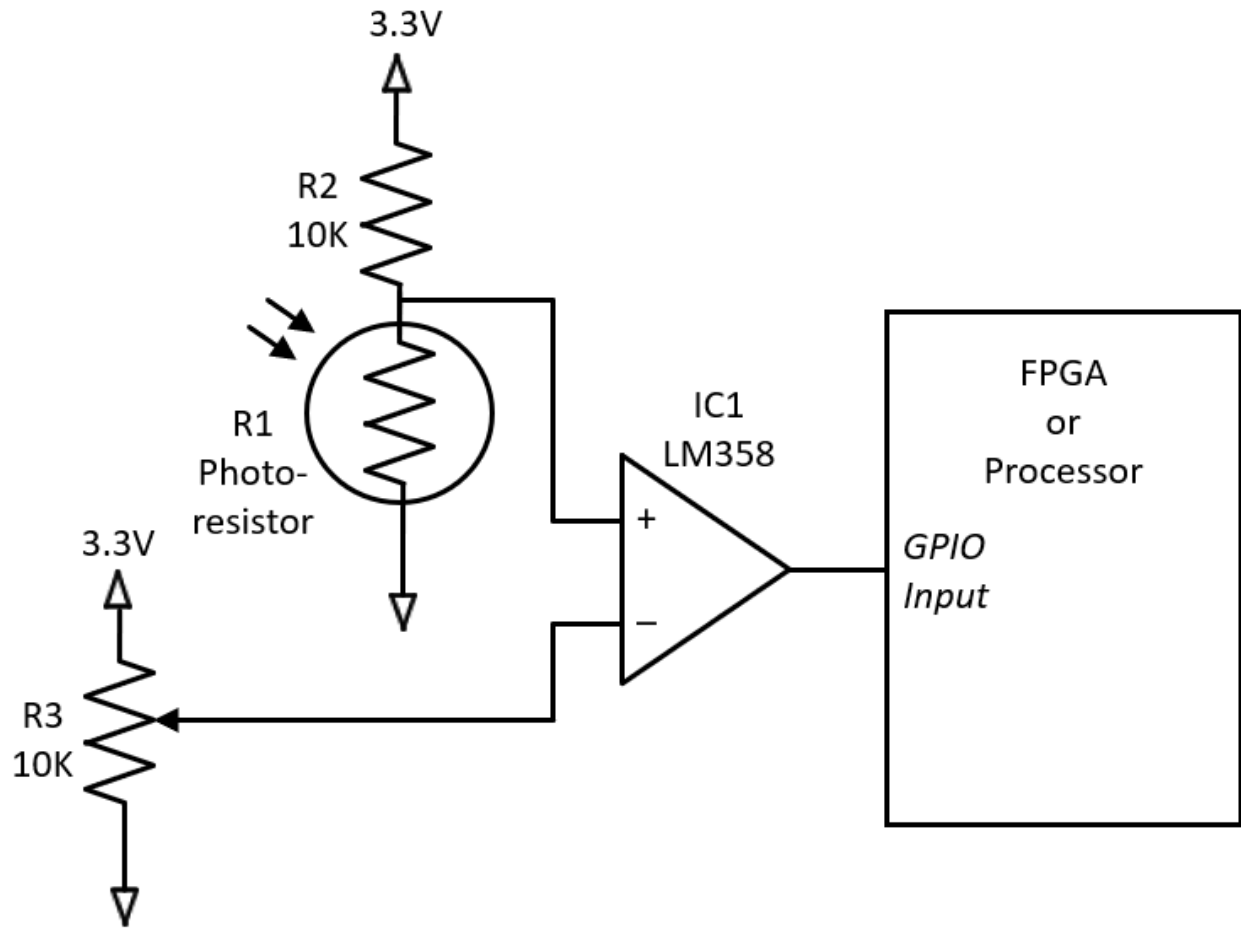 3.3V
R2
10K
R1
Photo-
resistor
3.3V
R3
10K
IC1
LM358
+
−
FPGA
or
Processor
GPIO
Input